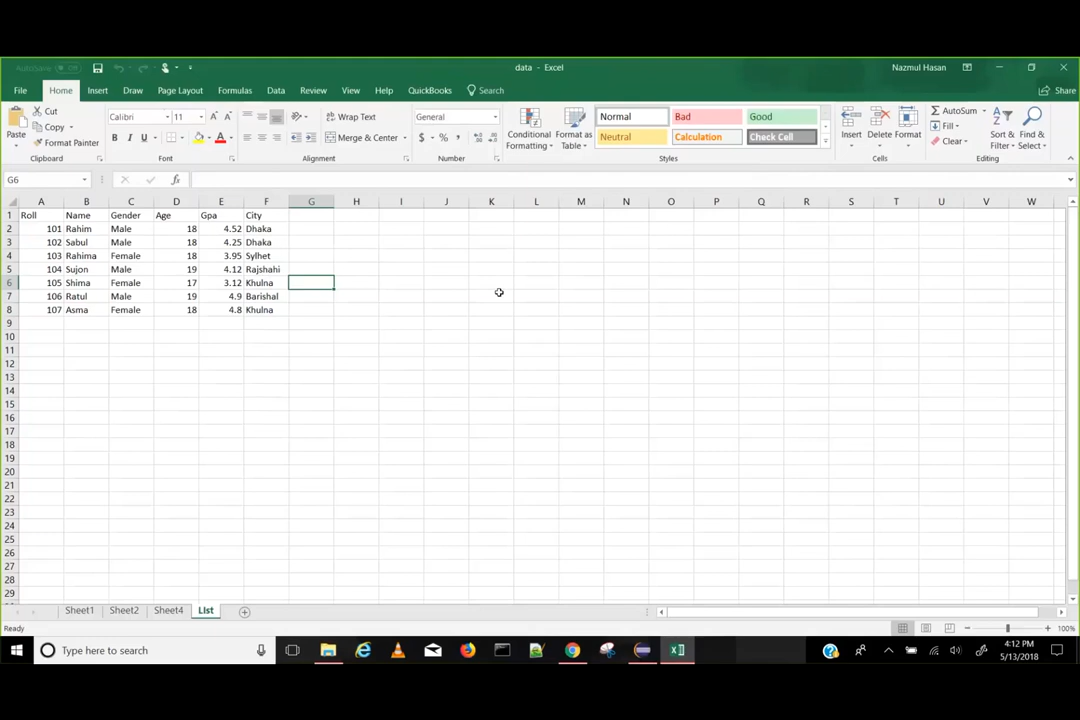 AutoSave Off
data - Excel
Nazmul Hasan
File Home Insert Draw Page Layout Formulas Data Review View Help QuickBooks Search Share
Paste
Cut
Copy
Format Painter
Clipboard
Calibri 11
B I U
Font
Wrap Text
Merge & Center
Alignment
General
$ % ,
Number
Conditional Formatting
Format as Table
Normal Bad Good
Neutral Calculation Check Cell
Styles
Insert Delete Format
Cells
AutoSum
Fill
Clear
Sort & Filter
Find & Select
Editing
G6 fx
A B C D E F G H I J K L M N O P Q R S T U V W
1 Roll Name Gender Age Gpa City
2 101 Rahim Male 18 4.52 Dhaka
3 102 Sabul Male 18 4.25 Dhaka
4 103 Rahima Female 18 3.95 Sylhet
5 104 Sujon Male 19 4.12 Rajshahi
6 105 Shima Female 17 3.12 Khulna
7 106 Ratul Male 19 4.9 Barishal
8 107 Asma Female 18 4.8 Khulna
9
10
11
12
13
14
15
16
17
18
19
20
21
22
23
24
25
26
27
28
29
Sheet1 Sheet2 Sheet4 List
Ready
100%
Type here to search
4:12 PM
5/13/2018